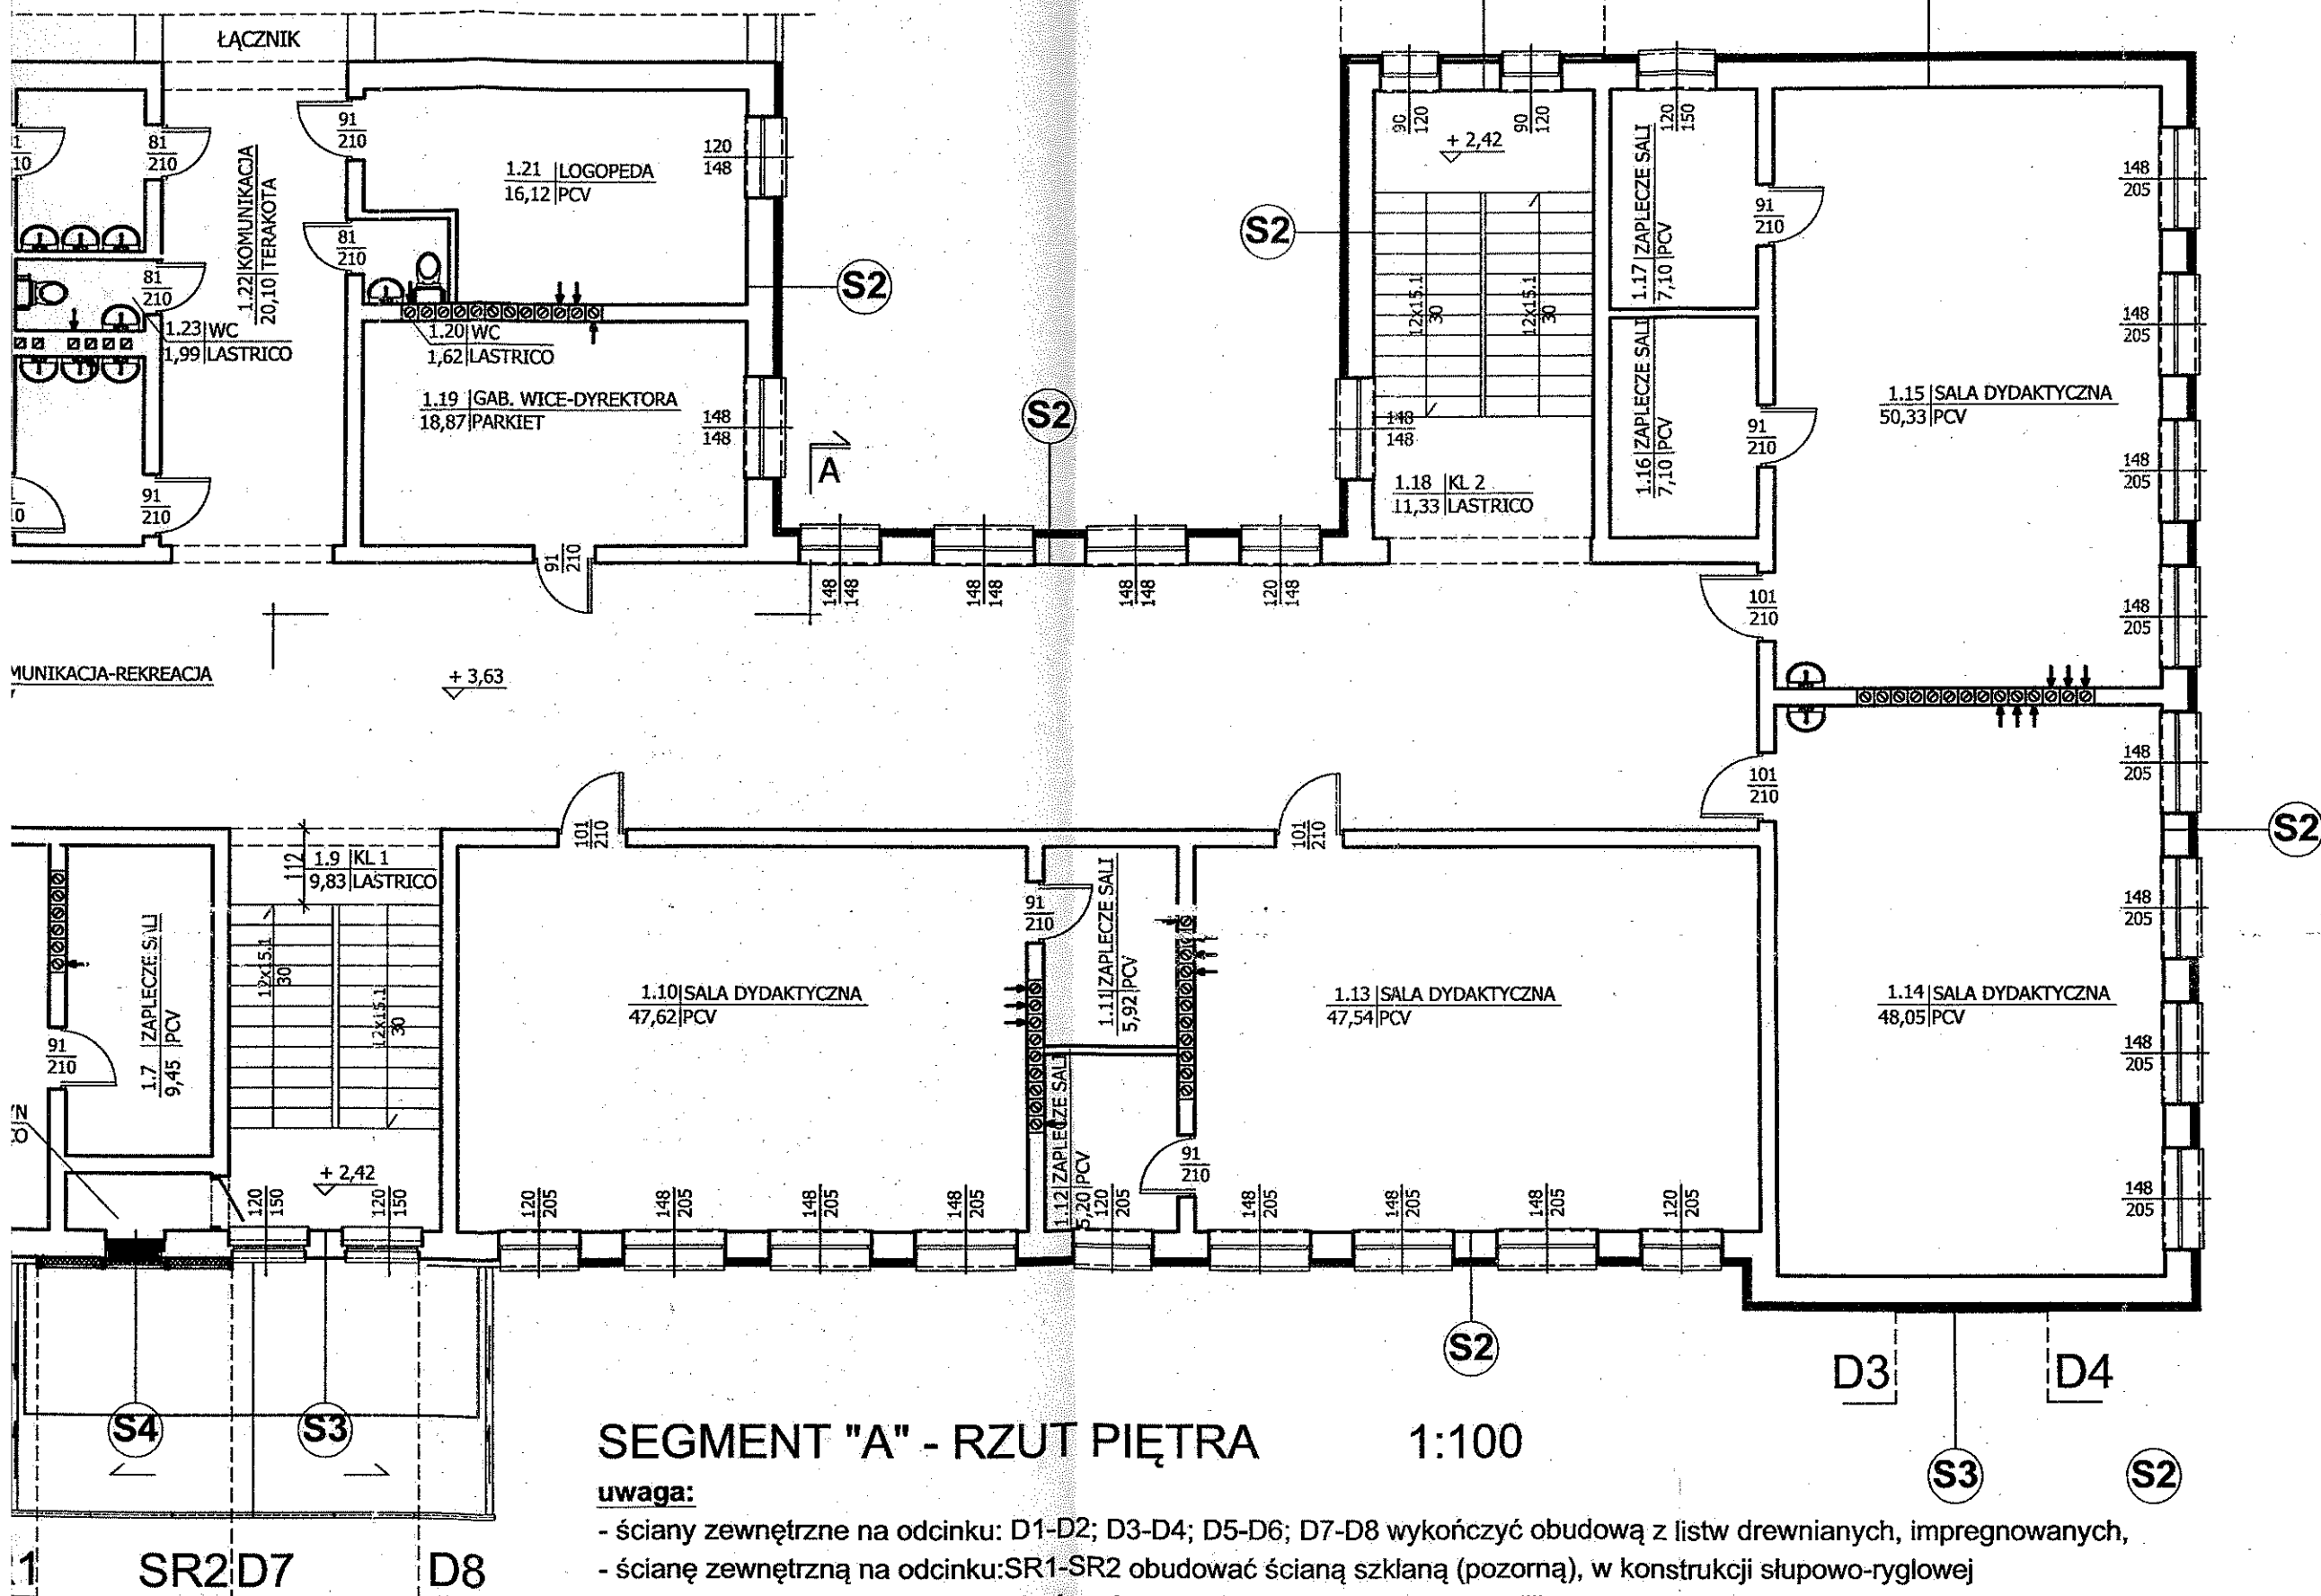 ŁĄCZNIK
91
210
81
210
1.22 KOMUNIKACJA
20,10 TERAKOTA
1.21 LOGOPEDA
16,12 PCV
120
148
S2
81
210
81
210
1.23 WC
1,99 LASTRICO
1.20 WC
1,62 LASTRICO
1.19 GAB. WICE-DYREKTORA
18,87 PARKIET
148
148
A
91
210
91
210
S2
148
148
148
148
148
148
120
148
90
120
90
120
120
150
+ 2,42
S2
12x15.1
30
12x15.1
30
148
148
1.18 KL 2
11,33 LASTRICO
1.17 ZAPLECZE SALI
7,10 PCV
1.16 ZAPLECZE SALI
7,10 PCV
91
210
91
210
1.15 SALA DYDAKTYCZNA
50,33 PCV
148
205
148
205
148
205
148
205
101
210
MUNIKACJA-REKREACJA
+ 3,63
101
210
148
205
S2
101
210
101
210
112
1.9 KL 1
9,83 LASTRICO
1.7 ZAPLECZE SALI
9,45 PCV
91
210
12x15.1
30
12x15.1
30
+ 2,42
120
150
120
150
1.10 SALA DYDAKTYCZNA
47,62 PCV
91
210
1.11 ZAPLECZE SALI
5,92 PCV
1.12 ZAPLECZE SALI
5,20 PCV
91
210
1.13 SALA DYDAKTYCZNA
47,54 PCV
1.14 SALA DYDAKTYCZNA
48,05 PCV
148
205
148
205
148
205
120
205
148
205
148
205
148
205
120
205
148
205
148
205
148
205
120
205
S2
D3
D4
S4
S3
S3
S2
SEGMENT "A" - RZUT PIĘTRA 1:100
uwaga:
- ściany zewnętrzne na odcinku: D1-D2; D3-D4; D5-D6; D7-D8 wykończyć obudową z listw drewnianych, impregnowanych,
- ścianę zewnętrzną na odcinku:SR1-SR2 obudować ścianą szklaną (pozorną), w konstrukcji słupowo-ryglowej
1
SR2
D7
D8